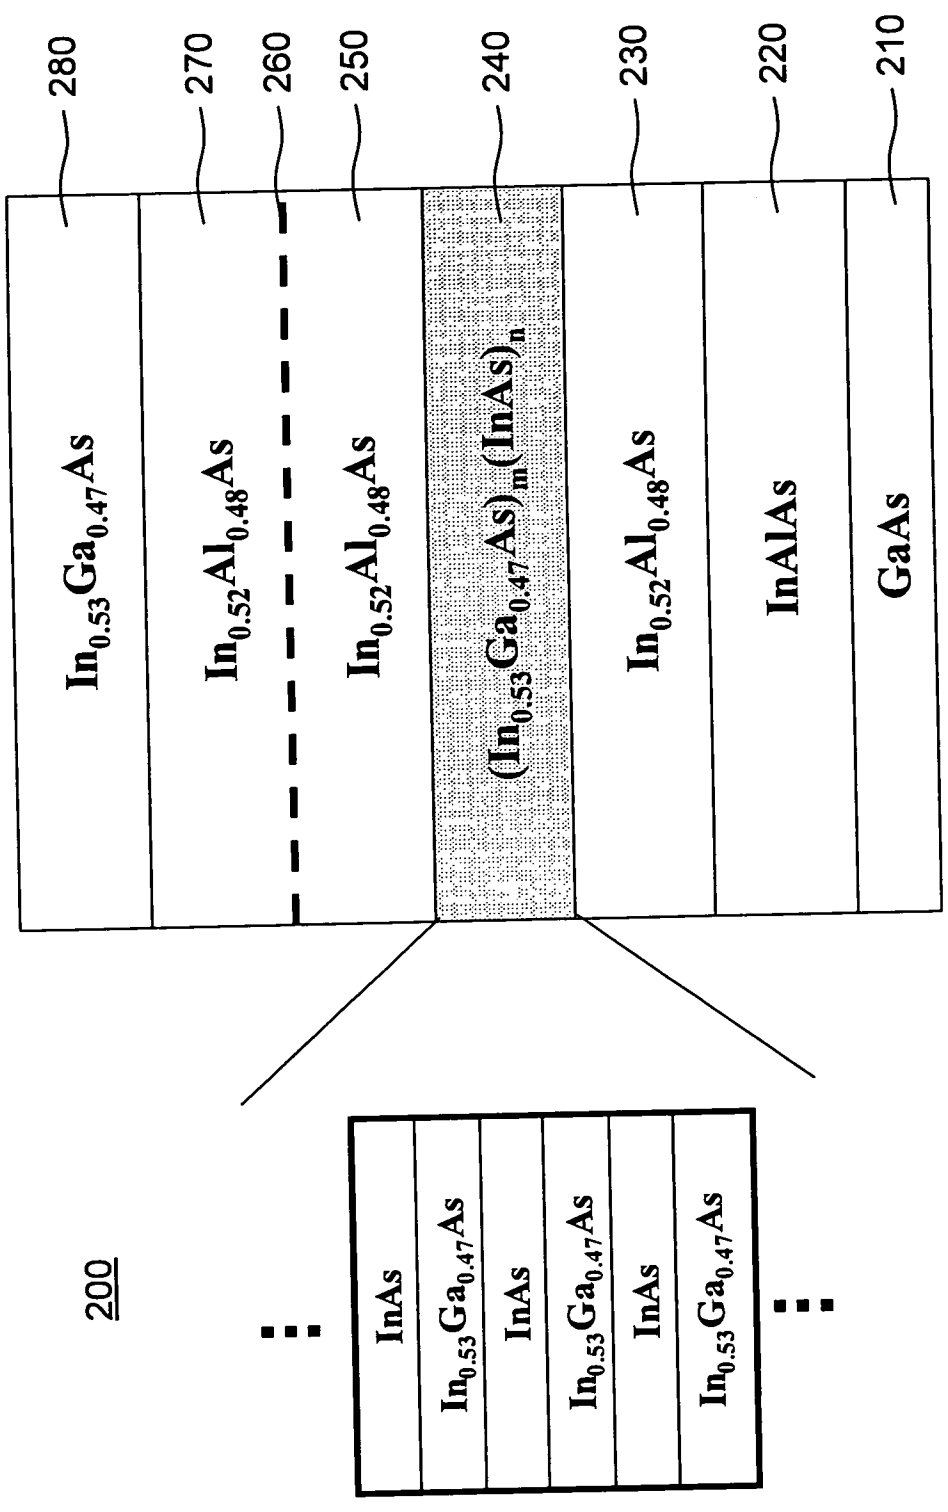 200
InAs
In0.53Ga0.47As
InAs
In0.53Ga0.47As
InAs
In0.53Ga0.47As
In0.53Ga0.47As 280
In0.52Al0.48As 270
260
In0.52Al0.48As 250
(In0.53Ga0.47As)m(InAs)n 240
In0.52Al0.48As 230
InAlAs 220
GaAs 210